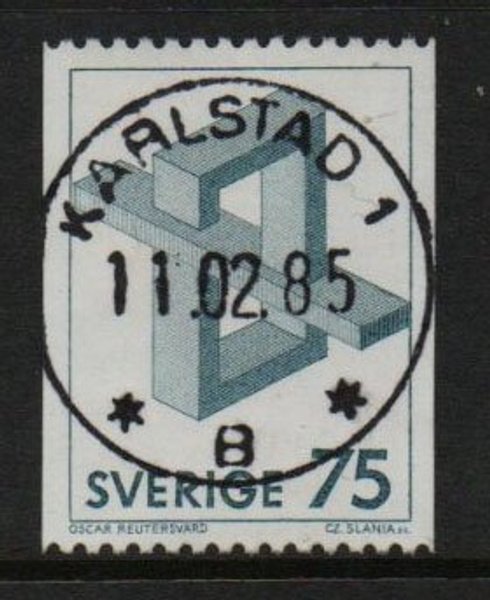 KARLSTAD 1
11.02.85
B
SVERIGE 75
OSCAR REUTERSVÄRD CZ. SLANIA sc.